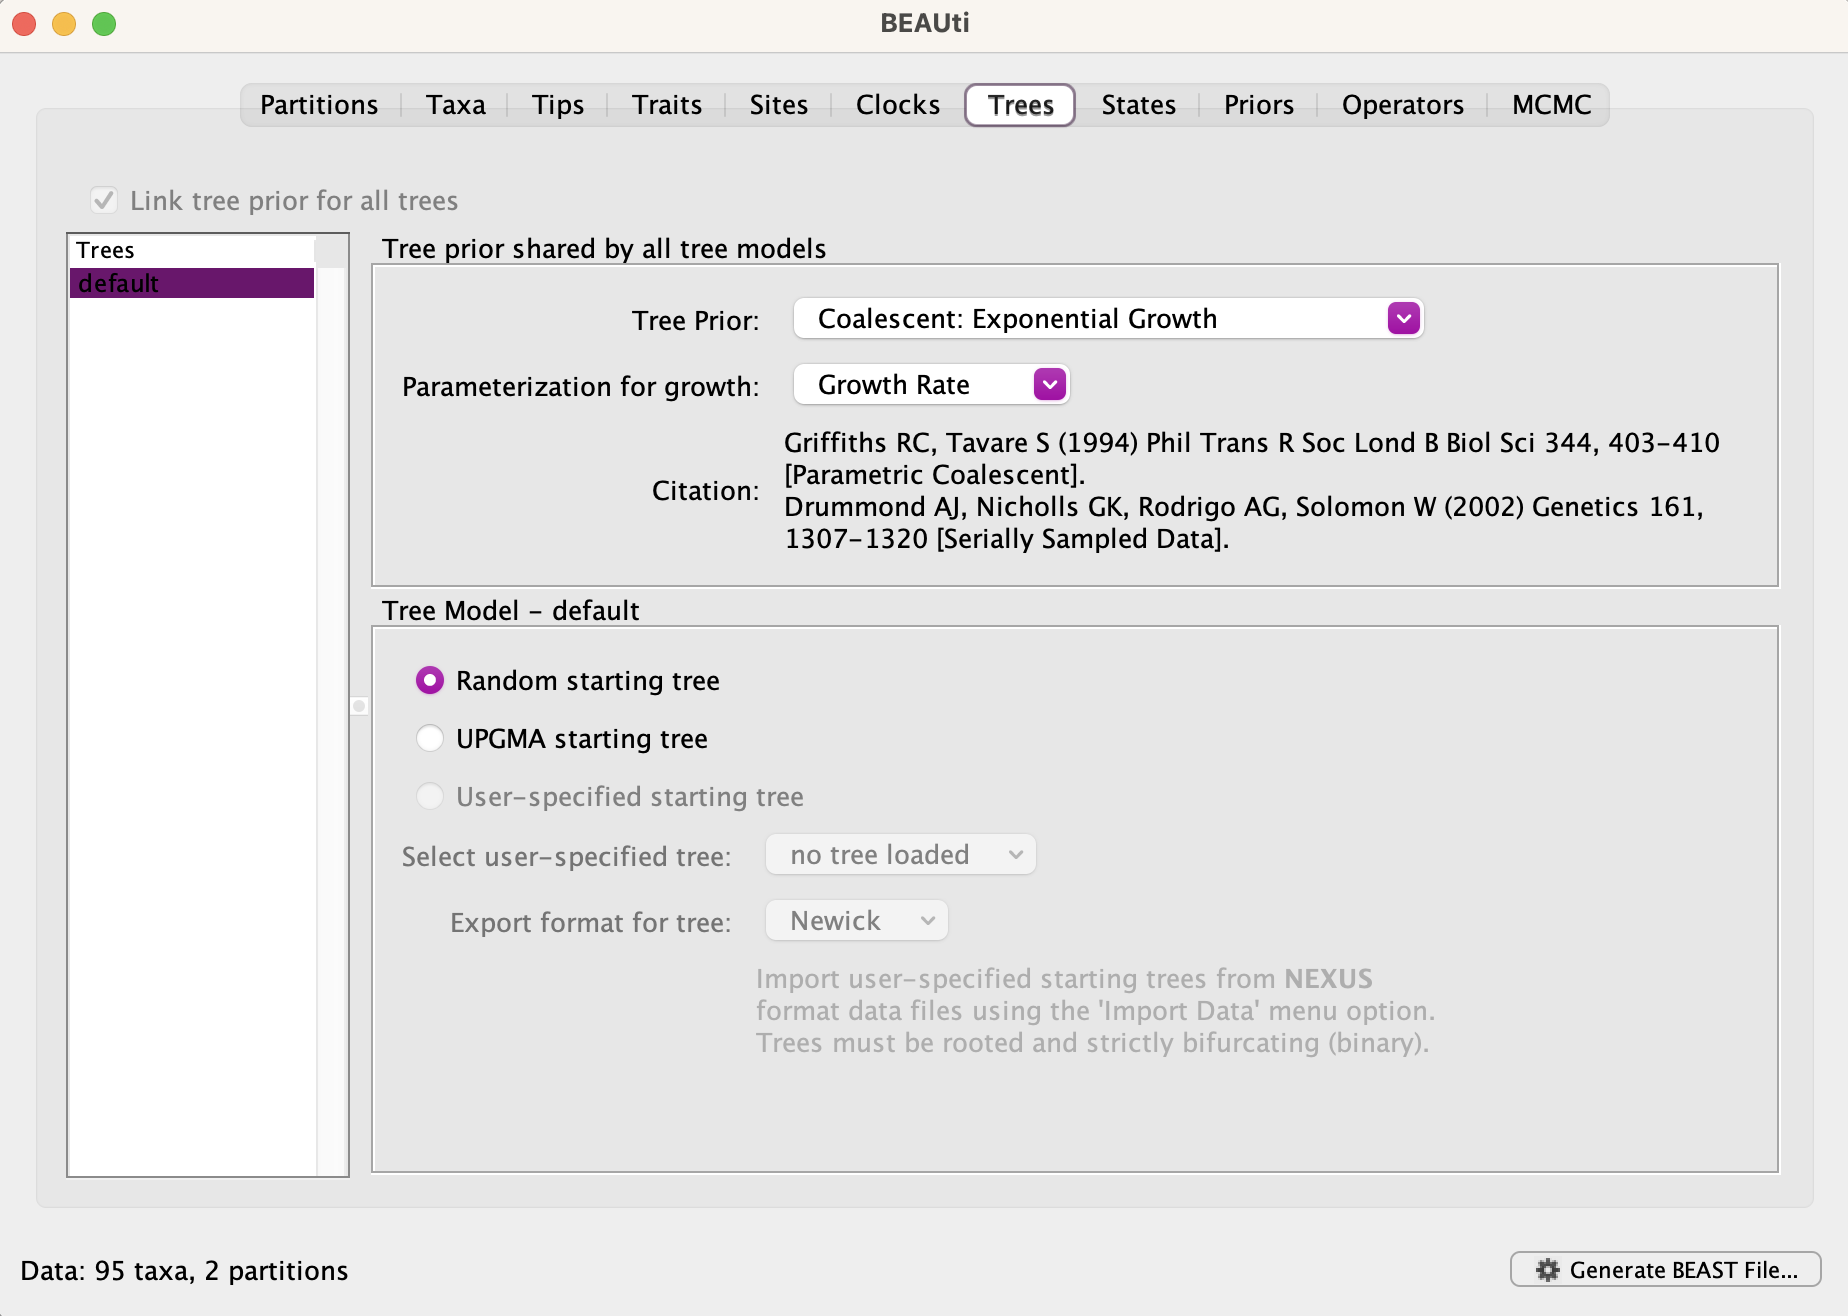 BEAUti
Partitions Taxa Tips Traits Sites Clocks Trees States Priors Operators MCMC
Link tree prior for all trees
Trees
default
Tree prior shared by all tree models
Tree Prior: Coalescent: Exponential Growth
Parameterization for growth: Growth Rate
Citation:
Griffiths RC, Tavare S (1994) Phil Trans R Soc Lond B Biol Sci 344, 403-410
[Parametric Coalescent].
Drummond AJ, Nicholls GK, Rodrigo AG, Solomon W (2002) Genetics 161,
1307-1320 [Serially Sampled Data].
Tree Model - default
Random starting tree
UPGMA starting tree
User-specified starting tree
Select user-specified tree: no tree loaded
Export format for tree: Newick
Import user-specified starting trees from NEXUS
format data files using the 'Import Data' menu option.
Trees must be rooted and strictly bifurcating (binary).
Data: 95 taxa, 2 partitions
Generate BEAST File...